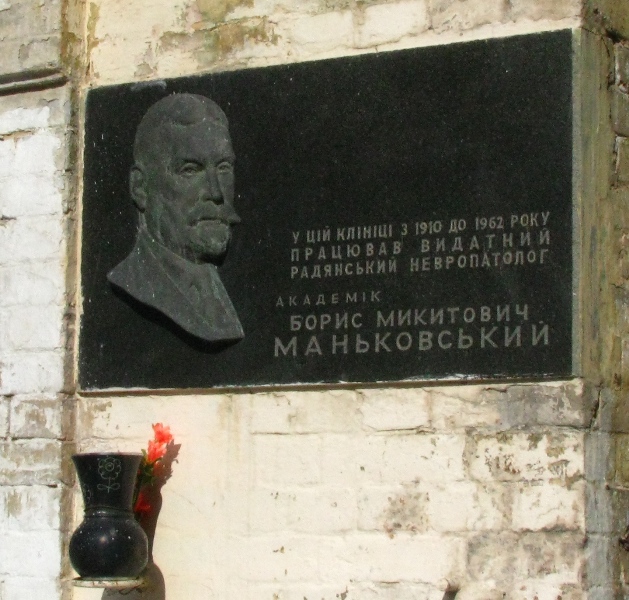 У ЦІЙ КЛІНІЦІ З 1910 ДО 1962 РОКУ
ПРАЦЮВАВ ВИДАТНИЙ
РАДЯНСЬКИЙ НЕВРОПАТОЛОГ
АКАДЕМІК
БОРИС МИКИТОВИЧ
МАНЬКОВСЬКИЙ